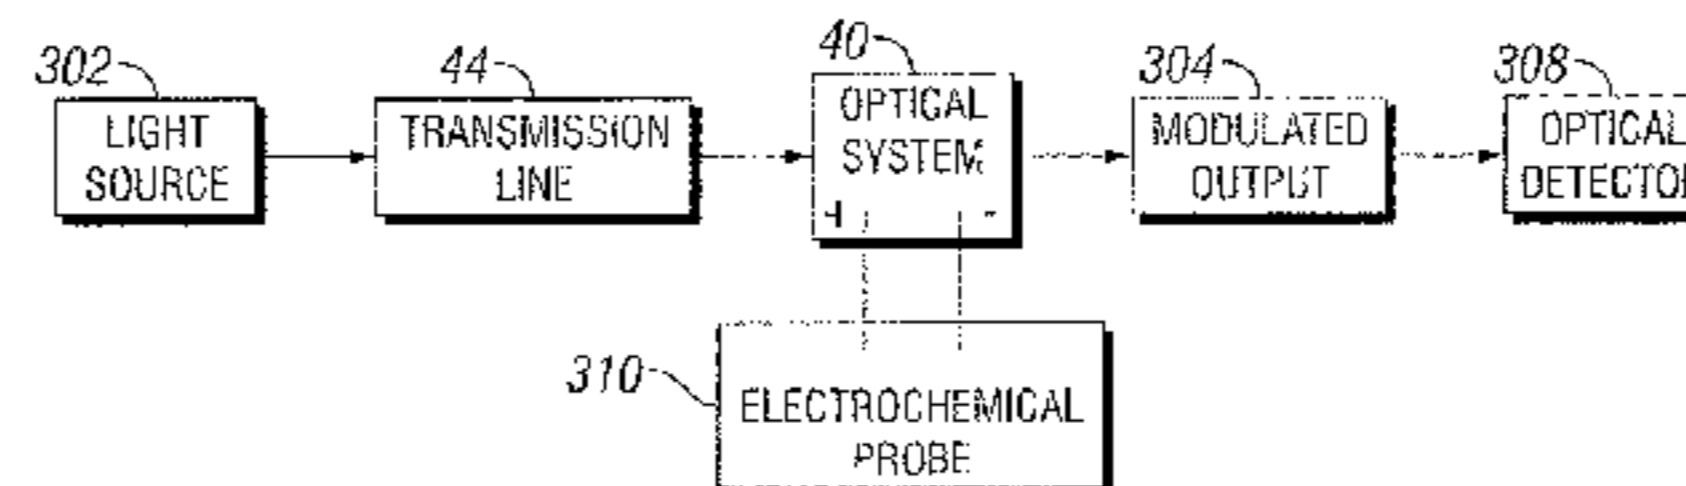 302
44
40
304
308
LIGHT
SOURCE
TRANSMISSION
LINE
OPTICAL
SYSTEM
+ -
MODULATED
OUTPUT
OPTICAL
310
ELECTROCHEMICAL
PROBE